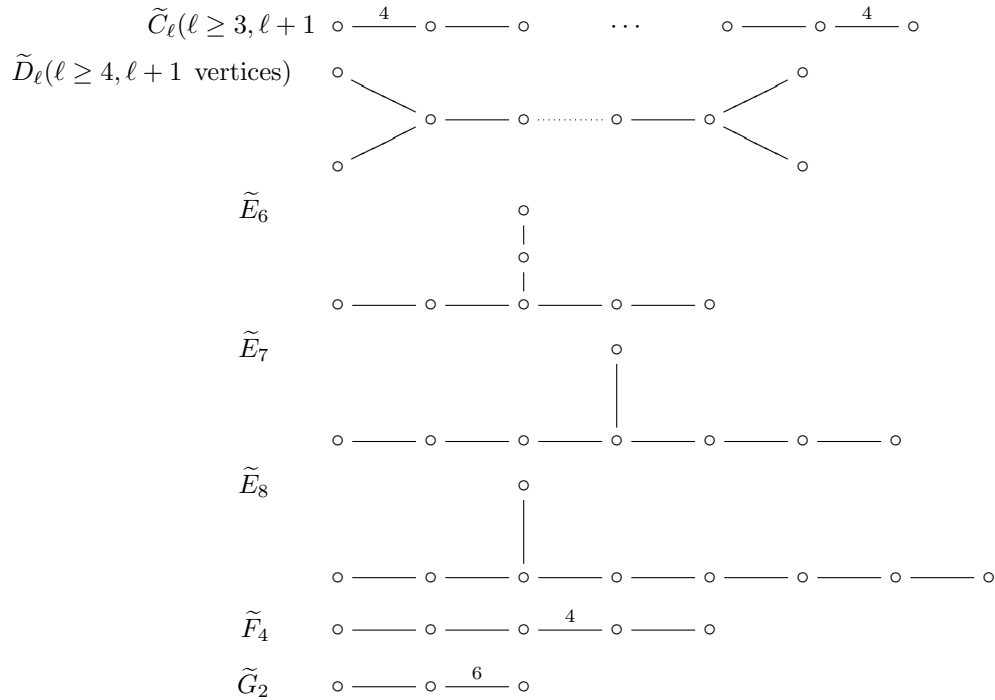 C̃ℓ(ℓ ≥ 3, ℓ + 1 4 ··· 4
D̃ℓ(ℓ ≥ 4, ℓ + 1 vertices)
Ẽ6
Ẽ7
Ẽ8
F̃4 4
G̃2 6